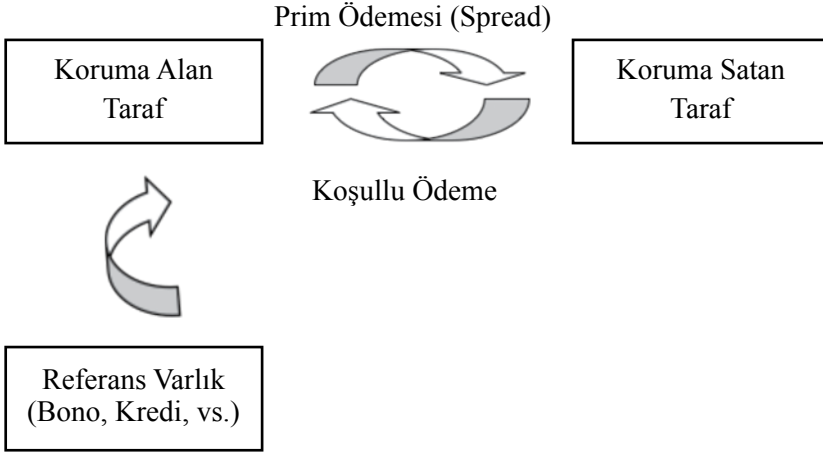 Prim Ödemesi (Spread)
Koruma Alan
Taraf
Koruma Satan
Taraf
Koşullu Ödeme
Referans Varlık
(Bono, Kredi, vs.)